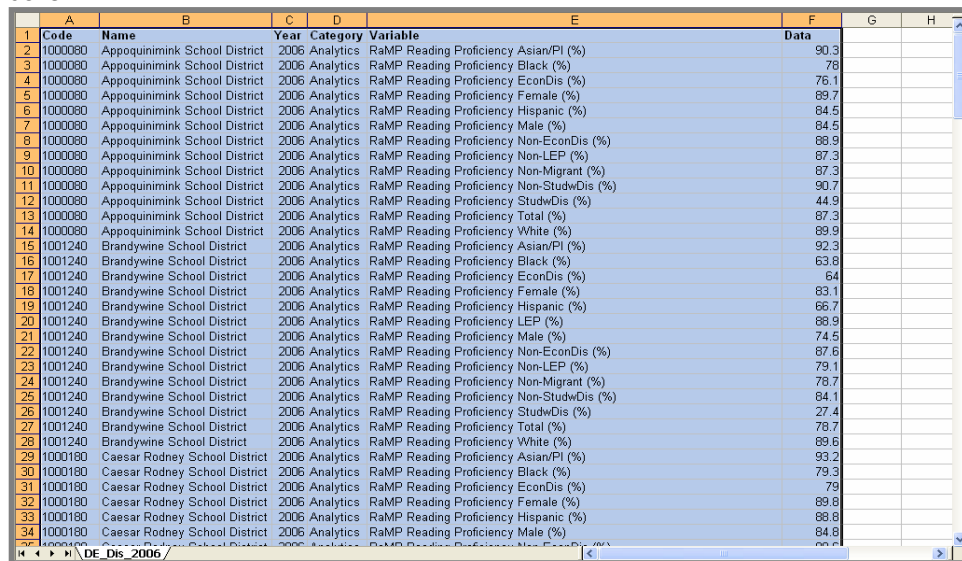 A B C D E F G H
1 Code Name Year Category Variable Data
2 1000080 Appoquinimink School District 2006 Analytics RaMP Reading Proficiency Asian/PI (%) 90.3
3 1000080 Appoquinimink School District 2006 Analytics RaMP Reading Proficiency Black (%) 78
4 1000080 Appoquinimink School District 2006 Analytics RaMP Reading Proficiency EconDis (%) 76.1
5 1000080 Appoquinimink School District 2006 Analytics RaMP Reading Proficiency Female (%) 89.7
6 1000080 Appoquinimink School District 2006 Analytics RaMP Reading Proficiency Hispanic (%) 84.5
7 1000080 Appoquinimink School District 2006 Analytics RaMP Reading Proficiency Male (%) 84.5
8 1000080 Appoquinimink School District 2006 Analytics RaMP Reading Proficiency Non-EconDis (%) 88.9
9 1000080 Appoquinimink School District 2006 Analytics RaMP Reading Proficiency Non-LEP (%) 87.3
10 1000080 Appoquinimink School District 2006 Analytics RaMP Reading Proficiency Non-Migrant (%) 87.3
11 1000080 Appoquinimink School District 2006 Analytics RaMP Reading Proficiency Non-StudwDis (%) 90.7
12 1000080 Appoquinimink School District 2006 Analytics RaMP Reading Proficiency StudwDis (%) 44.9
13 1000080 Appoquinimink School District 2006 Analytics RaMP Reading Proficiency Total (%) 87.3
14 1000080 Appoquinimink School District 2006 Analytics RaMP Reading Proficiency White (%) 89.9
15 1001240 Brandywine School District 2006 Analytics RaMP Reading Proficiency Asian/PI (%) 92.3
16 1001240 Brandywine School District 2006 Analytics RaMP Reading Proficiency Black (%) 63.8
17 1001240 Brandywine School District 2006 Analytics RaMP Reading Proficiency EconDis (%) 64
18 1001240 Brandywine School District 2006 Analytics RaMP Reading Proficiency Female (%) 83.1
19 1001240 Brandywine School District 2006 Analytics RaMP Reading Proficiency Hispanic (%) 66.7
20 1001240 Brandywine School District 2006 Analytics RaMP Reading Proficiency LEP (%) 88.9
21 1001240 Brandywine School District 2006 Analytics RaMP Reading Proficiency Male (%) 74.5
22 1001240 Brandywine School District 2006 Analytics RaMP Reading Proficiency Non-EconDis (%) 87.6
23 1001240 Brandywine School District 2006 Analytics RaMP Reading Proficiency Non-LEP (%) 79.1
24 1001240 Brandywine School District 2006 Analytics RaMP Reading Proficiency Non-Migrant (%) 78.7
25 1001240 Brandywine School District 2006 Analytics RaMP Reading Proficiency Non-StudwDis (%) 84.1
26 1001240 Brandywine School District 2006 Analytics RaMP Reading Proficiency StudwDis (%) 27.4
27 1001240 Brandywine School District 2006 Analytics RaMP Reading Proficiency Total (%) 78.7
28 1001240 Brandywine School District 2006 Analytics RaMP Reading Proficiency White (%) 89.6
29 1000180 Caesar Rodney School District 2006 Analytics RaMP Reading Proficiency Asian/PI (%) 93.2
30 1000180 Caesar Rodney School District 2006 Analytics RaMP Reading Proficiency Black (%) 79.3
31 1000180 Caesar Rodney School District 2006 Analytics RaMP Reading Proficiency EconDis (%) 79
32 1000180 Caesar Rodney School District 2006 Analytics RaMP Reading Proficiency Female (%) 89.8
33 1000180 Caesar Rodney School District 2006 Analytics RaMP Reading Proficiency Hispanic (%) 88.8
34 1000180 Caesar Rodney School District 2006 Analytics RaMP Reading Proficiency Male (%) 84.8
DE_Dis_2006